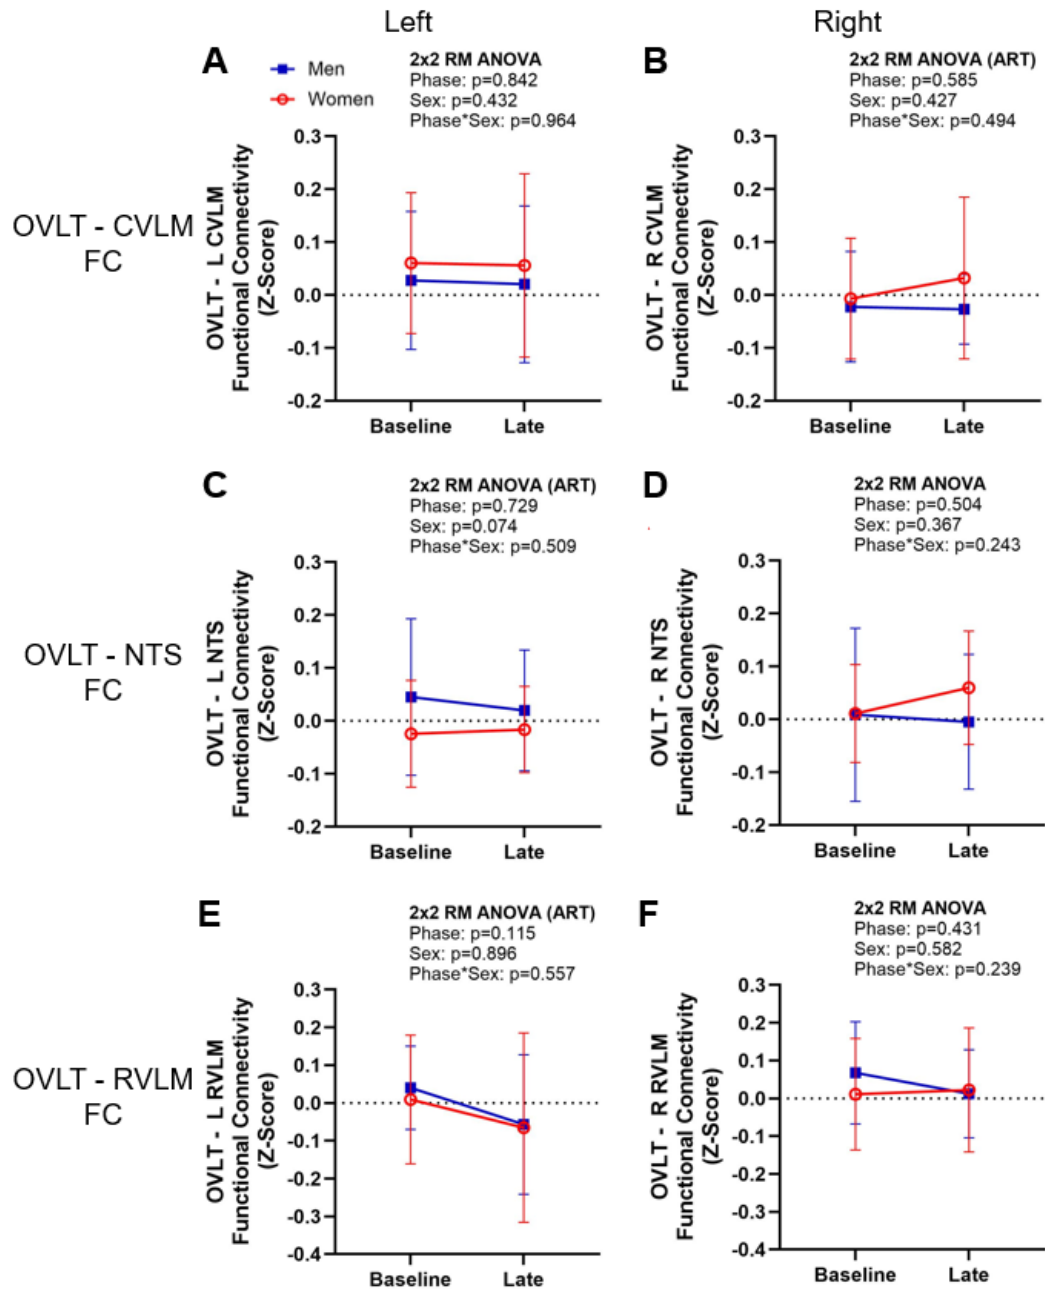 Left
Right
A
Men
Women
2x2 RM ANOVA
Phase: p=0.842
Sex: p=0.432
Phase*Sex: p=0.964
B
2x2 RM ANOVA (ART)
Phase: p=0.585
Sex: p=0.427
Phase*Sex: p=0.494
OVLT - CVLM
FC
OVLT - L CVLM
Functional Connectivity
(Z-Score)
0.3
0.2
0.1
0.0
-0.1
-0.2
Baseline
Late
OVLT - R CVLM
Functional Connectivity
(Z-Score)
0.3
0.2
0.1
0.0
-0.1
-0.2
Baseline
Late
C
2x2 RM ANOVA (ART)
Phase: p=0.729
Sex: p=0.074
Phase*Sex: p=0.509
D
2x2 RM ANOVA
Phase: p=0.504
Sex: p=0.367
Phase*Sex: p=0.243
OVLT - NTS
FC
OVLT - L NTS
Functional Connectivity
(Z-Score)
0.3
0.2
0.1
0.0
-0.1
-0.2
Baseline
Late
OVLT - R NTS
Functional Connectivity
(Z-Score)
0.3
0.2
0.1
0.0
-0.1
-0.2
Baseline
Late
E
2x2 RM ANOVA (ART)
Phase: p=0.115
Sex: p=0.896
Phase*Sex: p=0.557
F
2x2 RM ANOVA
Phase: p=0.431
Sex: p=0.582
Phase*Sex: p=0.239
OVLT - RVLM
FC
OVLT - L RVLM
Functional Connectivity
(Z-Score)
0.3
0.2
0.1
0.0
-0.1
-0.2
-0.3
-0.4
Baseline
Late
OVLT - R RVLM
Functional Connectivity
(Z-Score)
0.3
0.2
0.1
0.0
-0.1
-0.2
-0.3
-0.4
Baseline
Late